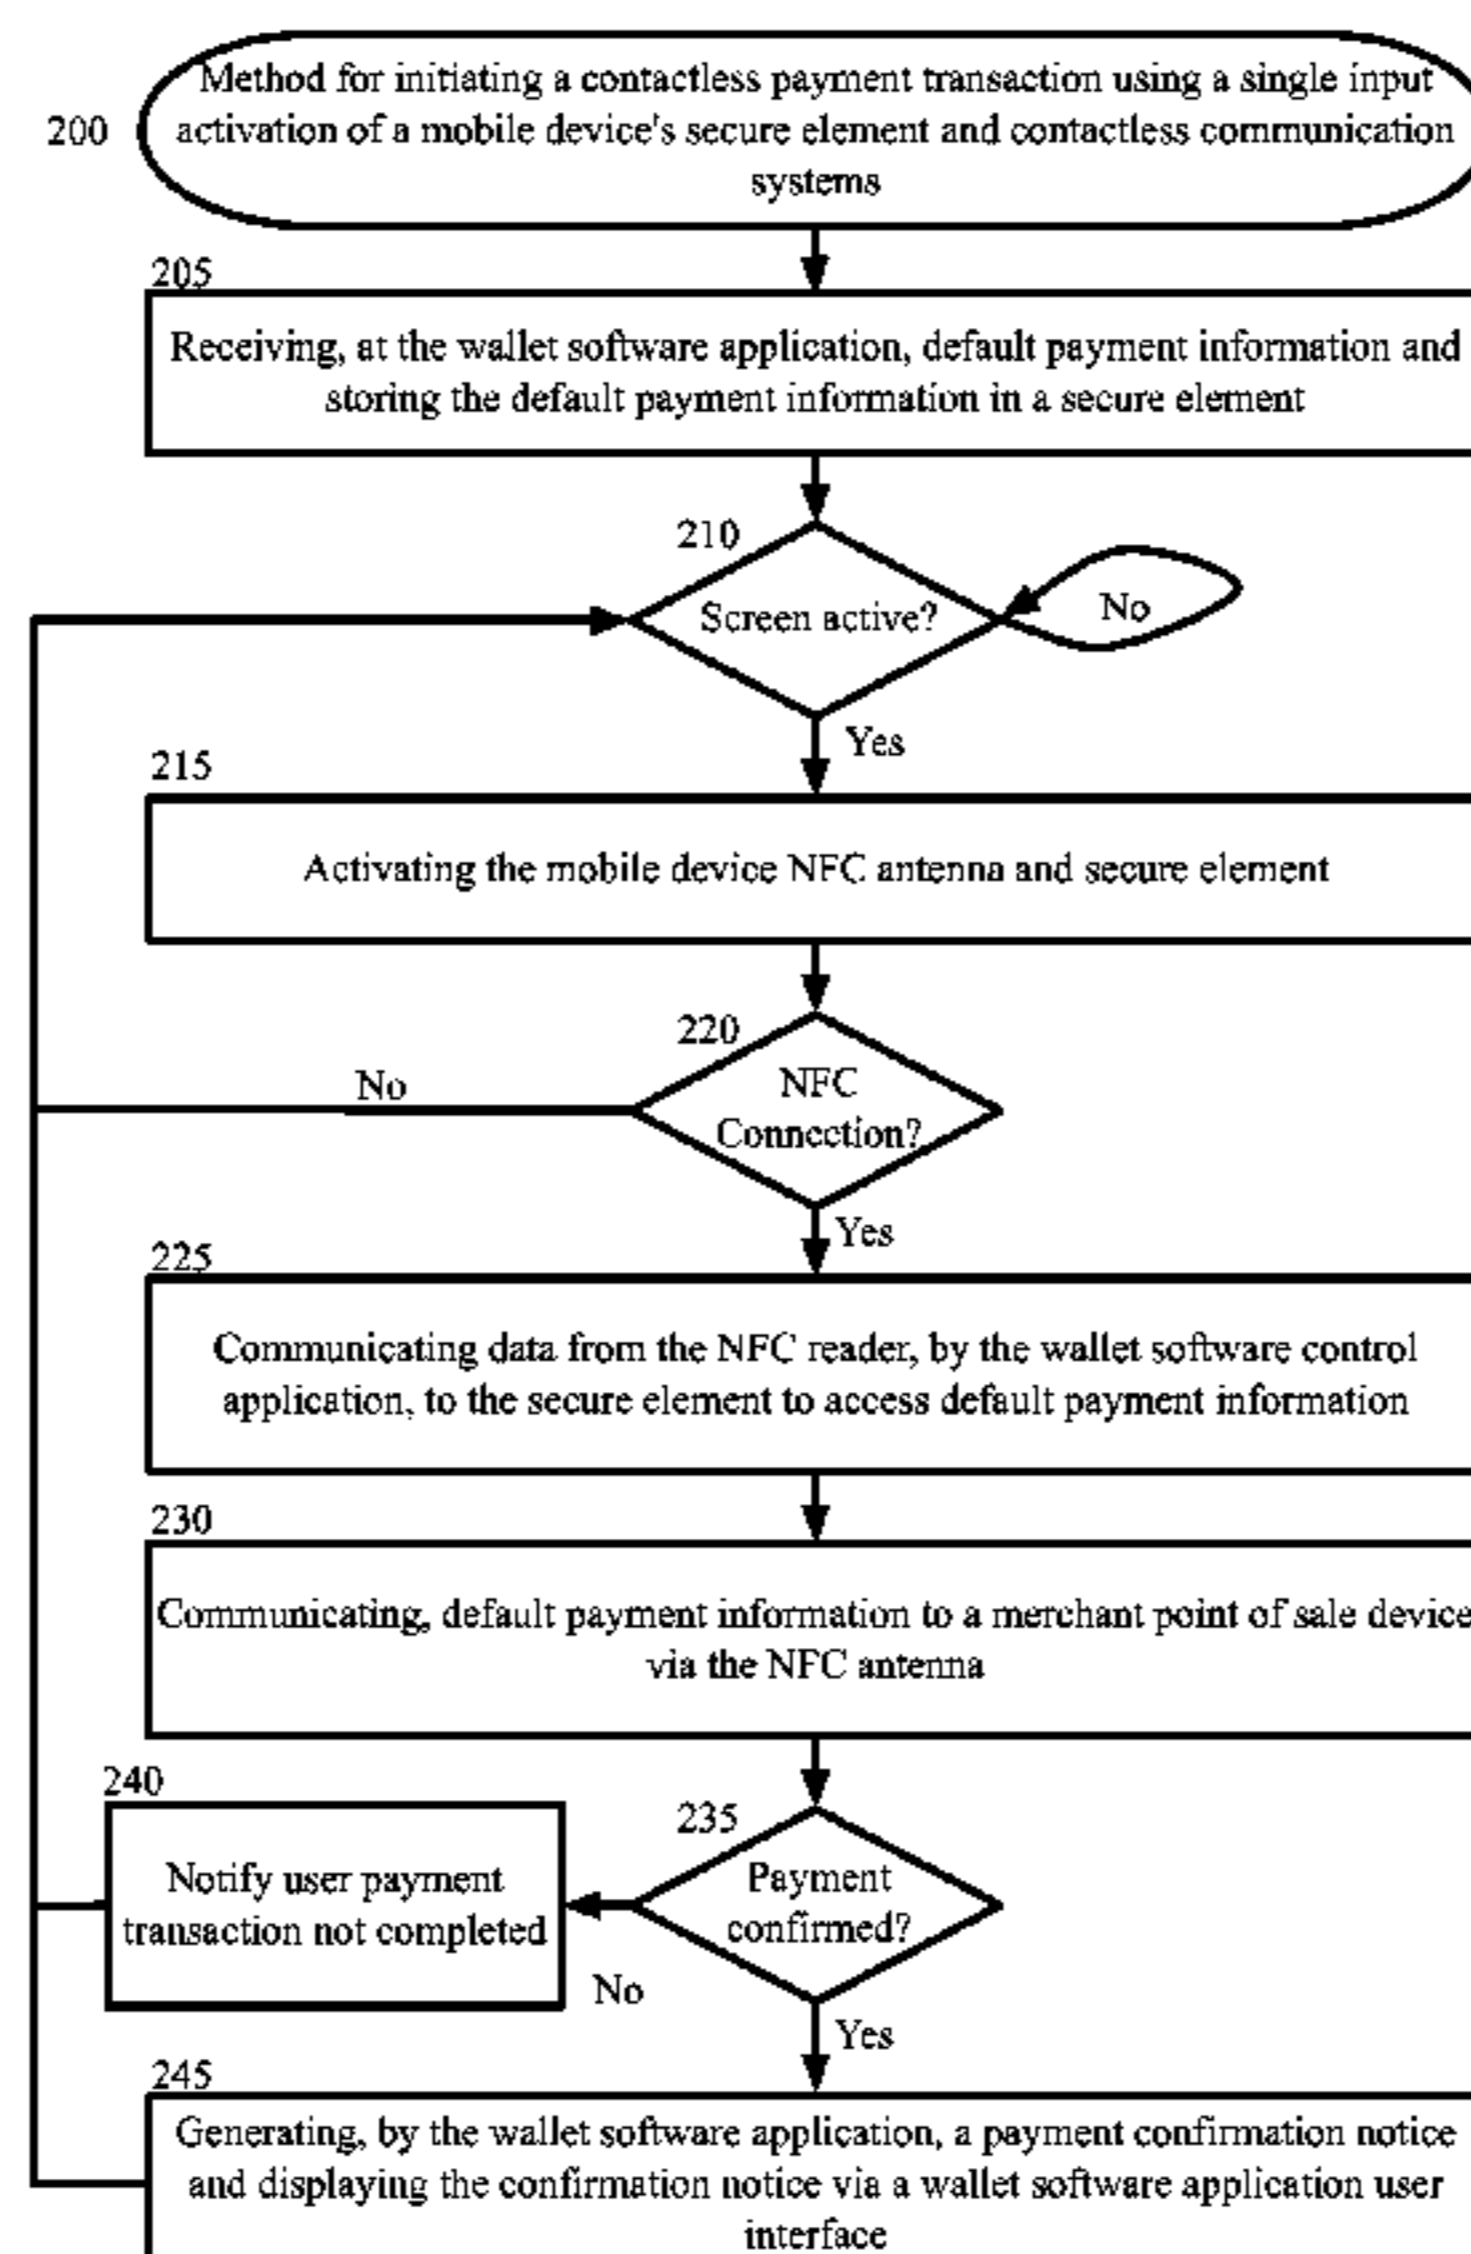 200
Method for initiating a contactless payment transaction using a single input
activation of a mobile device's secure element and contactless communication
systems
205
Receiving, at the wallet software application, default payment information and
storing the default payment information in a secure element
210
Screen active?
No
Yes
215
Activating the mobile device NFC antenna and secure element
220
NFC
Connection?
No
Yes
225
Communicating data from the NFC reader, by the wallet software control
application, to the secure element to access default payment information
230
Communicating, default payment information to a merchant point of sale device
via the NFC antenna
235
Payment
confirmed?
240
Notify user payment
transaction not completed
No
Yes
245
Generating, by the wallet software application, a payment confirmation notice
and displaying the confirmation notice via a wallet software application user
interface